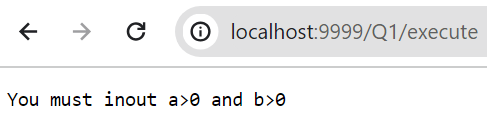 localhost:9999/Q1/execute
You must inout a>0 and b>0